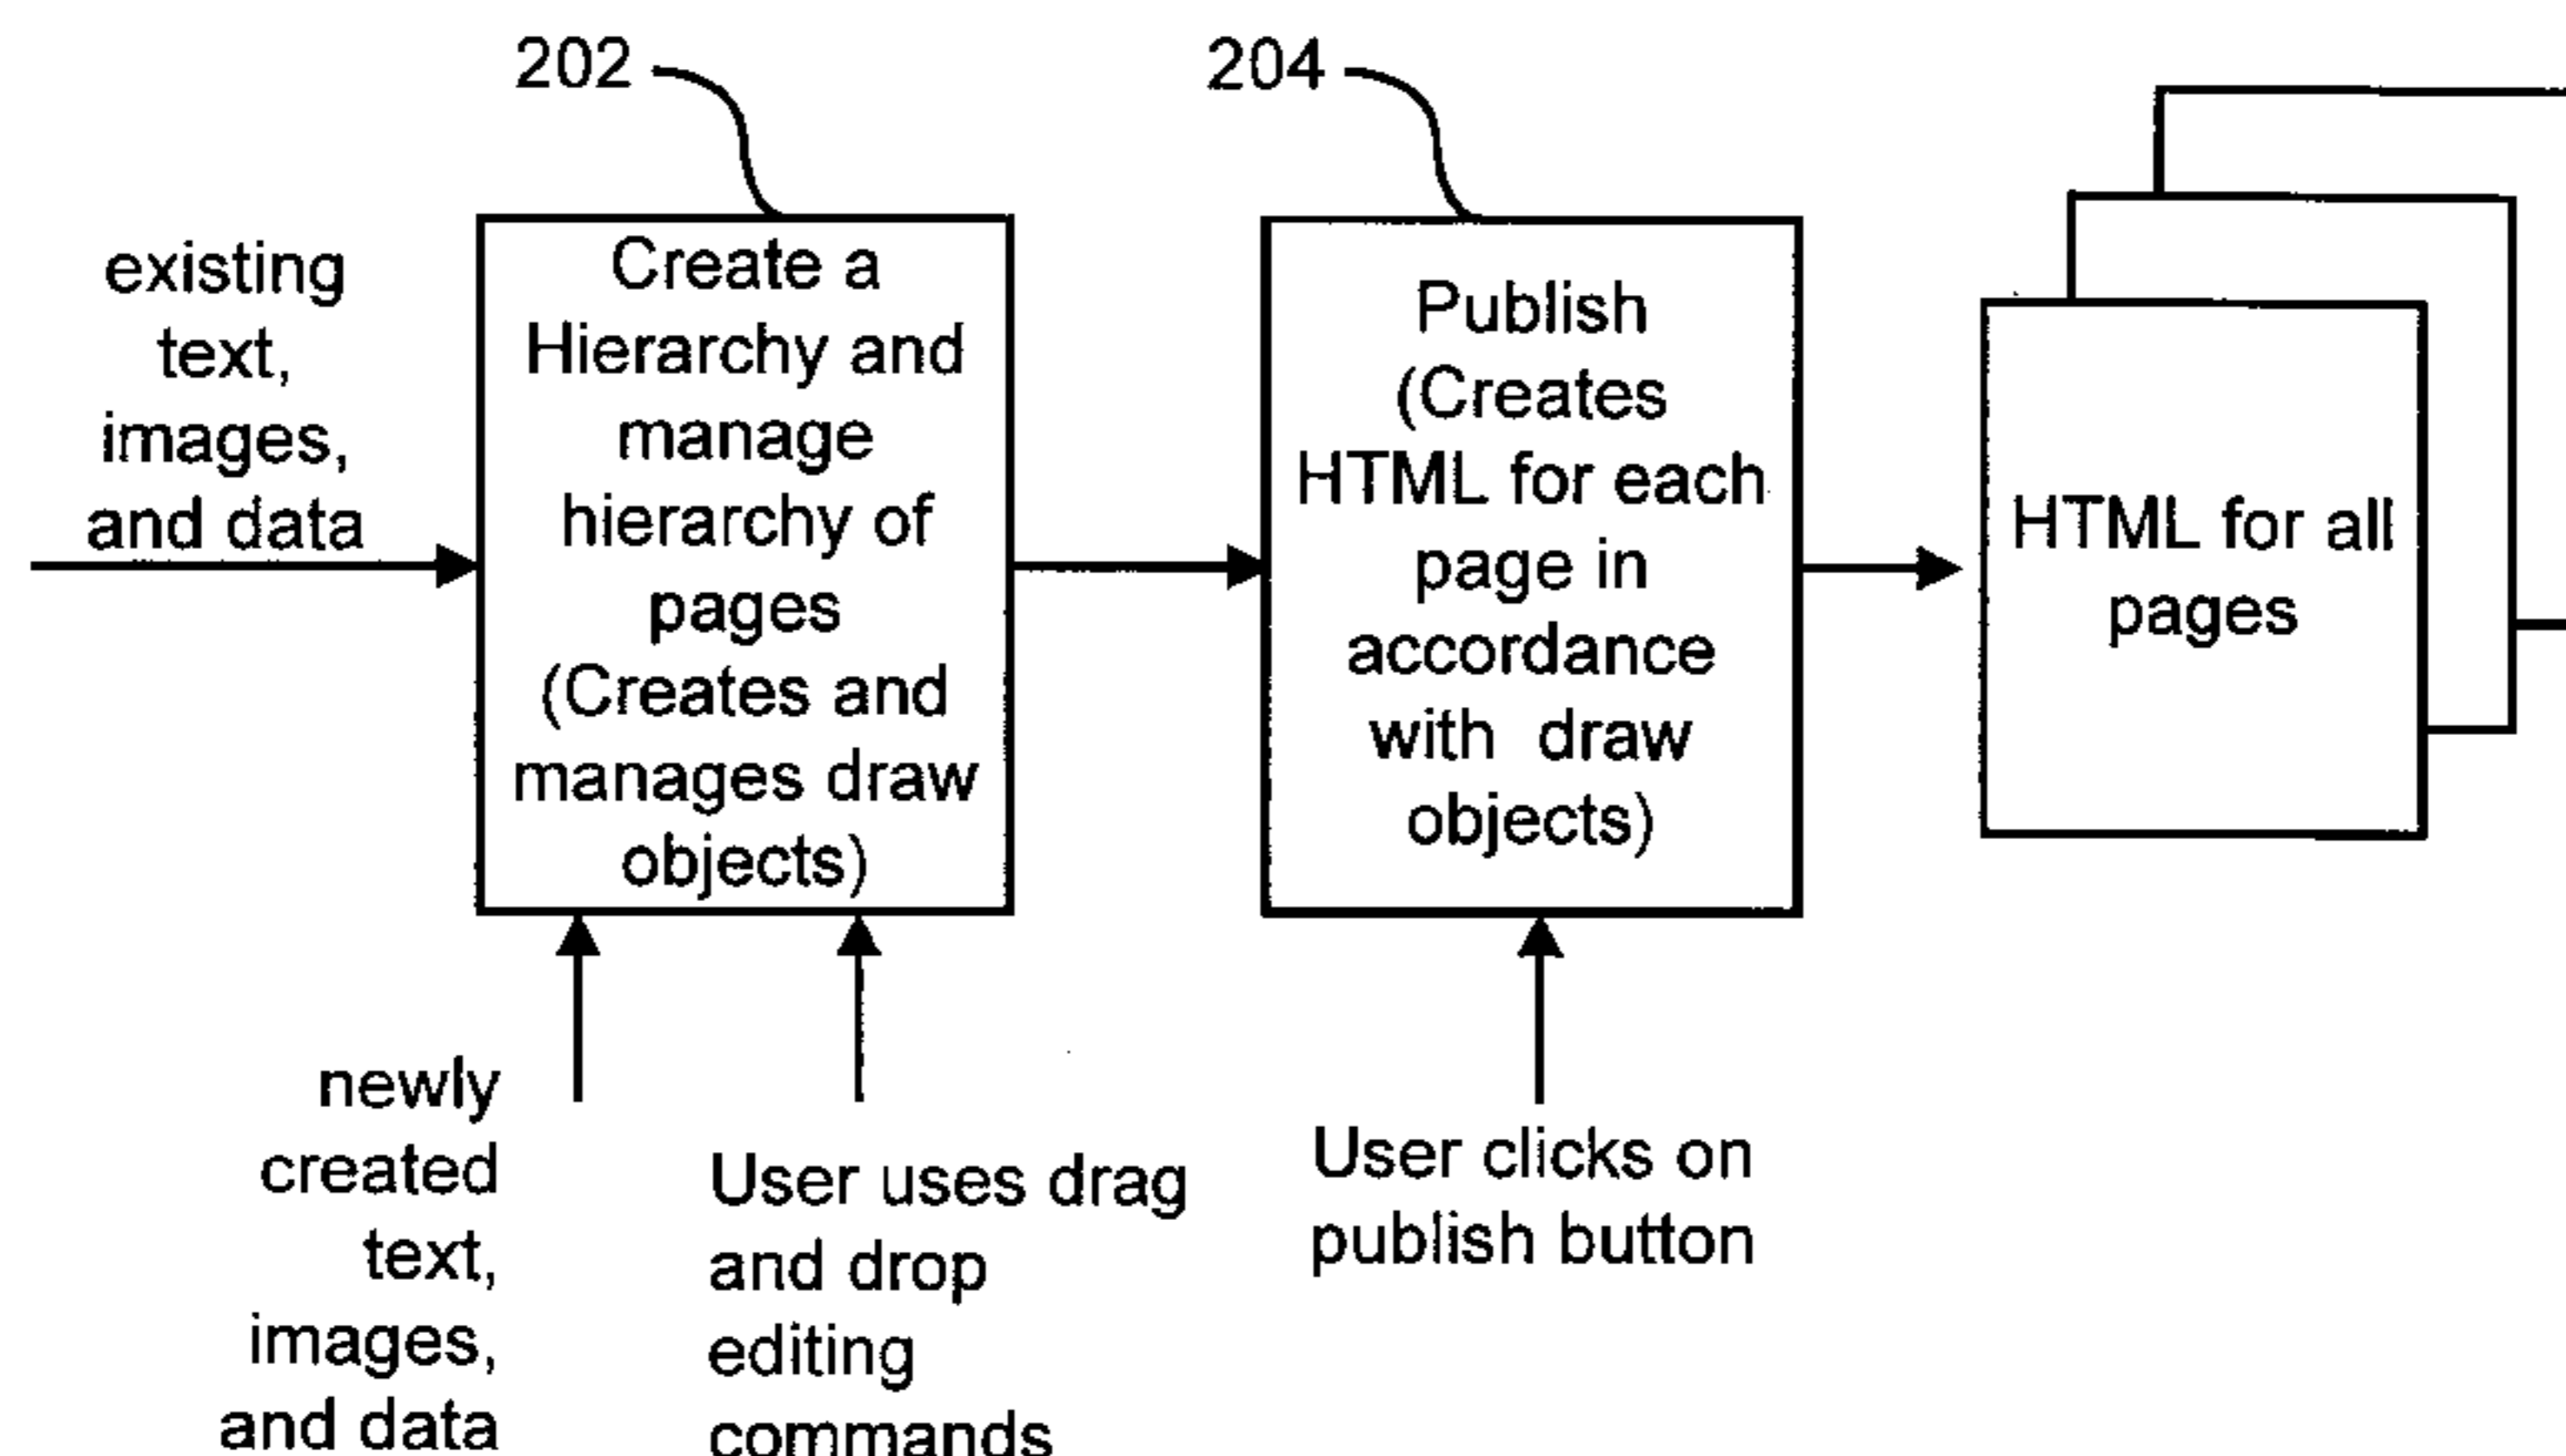 202
204
existing
text,
images,
and data
Create a
Hierarchy and
manage
hierarchy of
pages
(Creates and
manages draw
objects)
Publish
(Creates
HTML for each
page in
accordance
with draw
objects)
HTML for all
pages
newly
created
text,
images,
and data
User uses drag
and drop
editing
commands
User clicks on
publish button